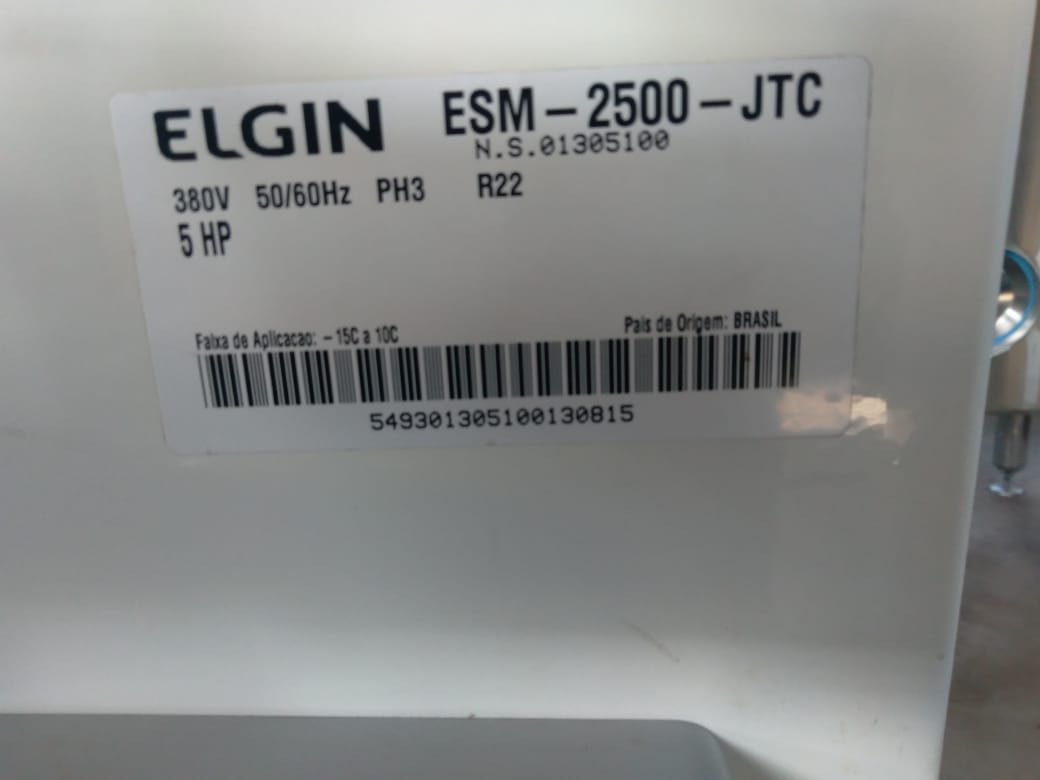 ELGIN ESM-2500-JTC
N.S.01305100
380V 50/60Hz PH3 R22
5 HP
Faixa de Aplicacao: -15C a 10C País de Origem: BRASIL
549301305100130815